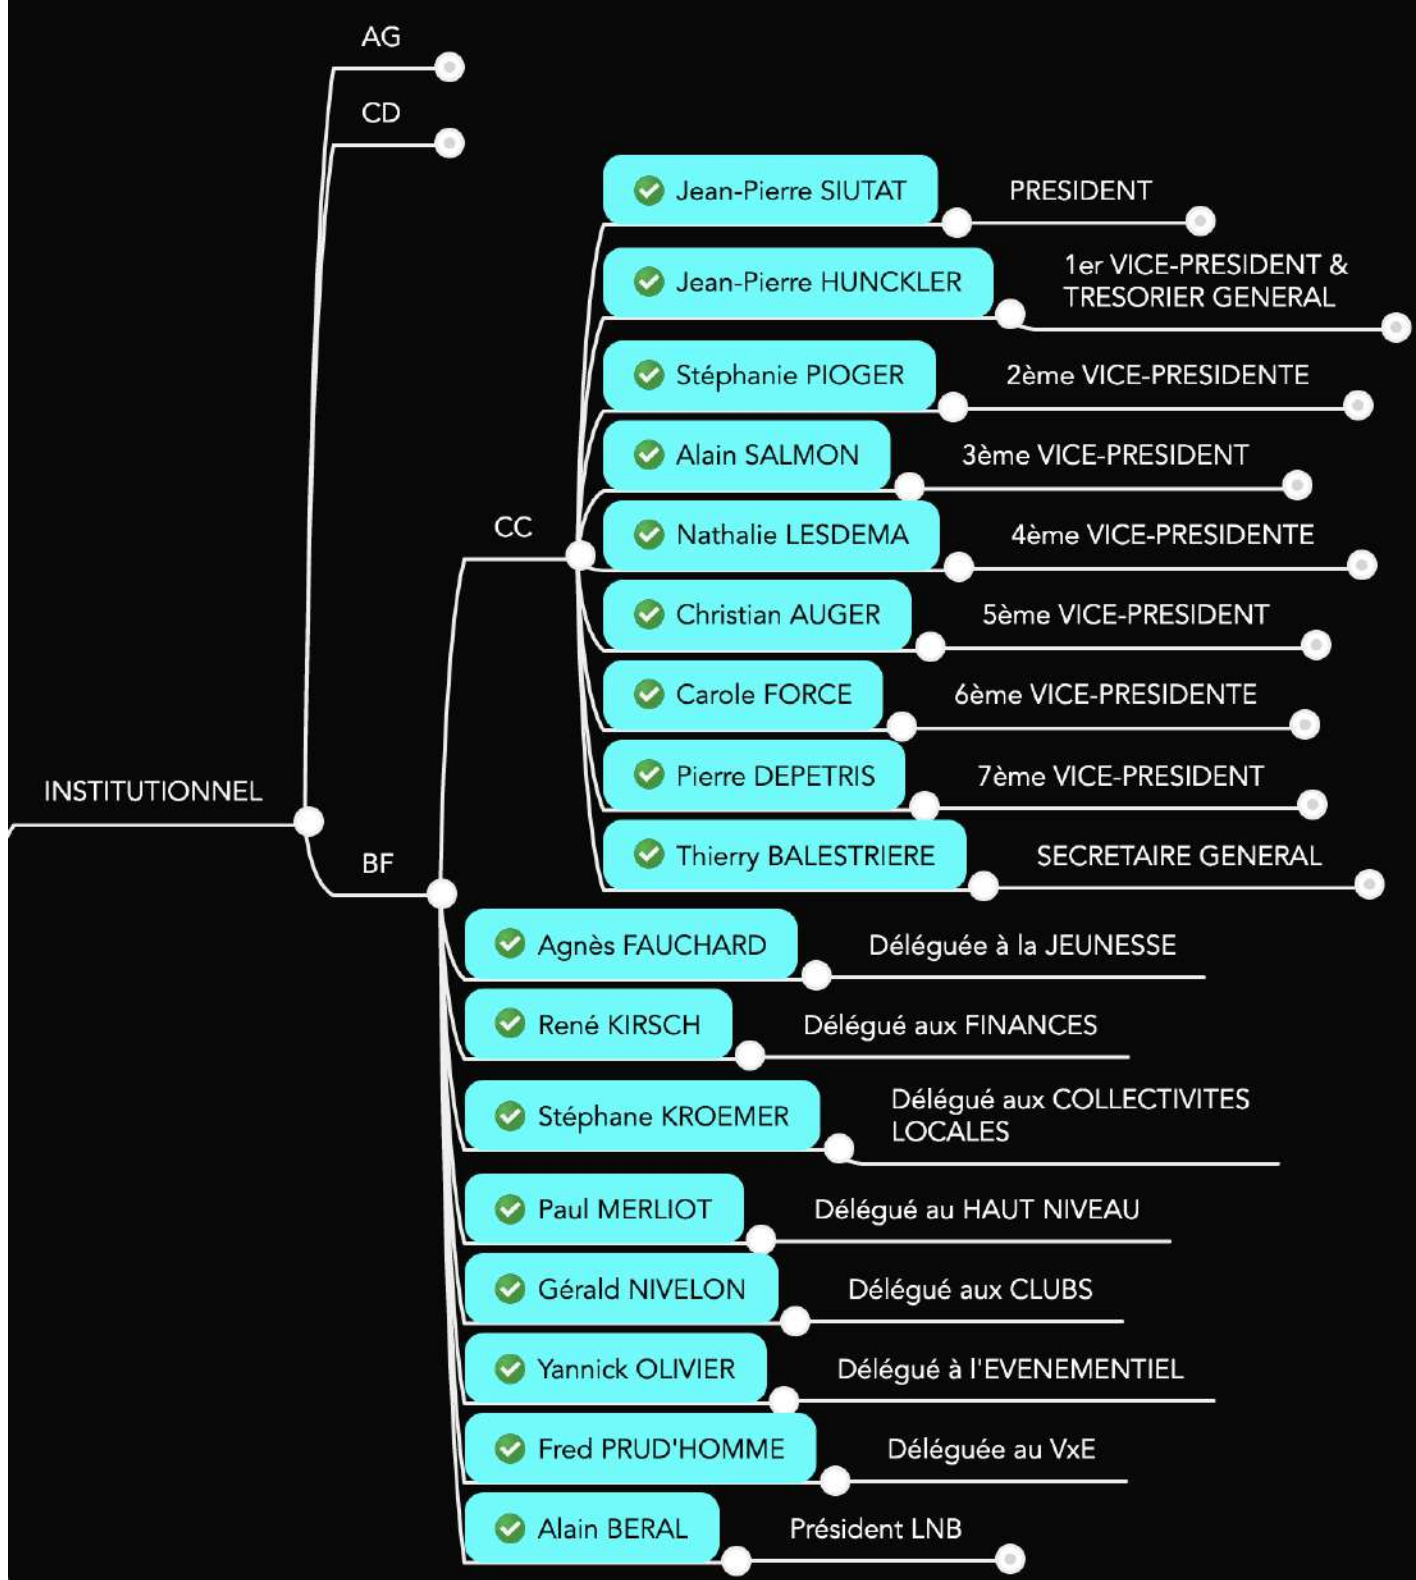 AG
CD
Jean-Pierre SIUTAT
PRESIDENT
Jean-Pierre HUNCKLER
1er VICE-PRESIDENT &
TRESORIER GENERAL
Stéphanie PIOGER
2ème VICE-PRESIDENTE
Alain SALMON
3ème VICE-PRESIDENT
CC
Nathalie LESDEMA
4ème VICE-PRESIDENTE
Christian AUGER
5ème VICE-PRESIDENT
Carole FORCE
6ème VICE-PRESIDENTE
Pierre DEPETRIS
7ème VICE-PRESIDENT
INSTITUTIONNEL
BF
Thierry BALESTRIERE
SECRETAIRE GENERAL
Agnès FAUCHARD
Déléguée à la JEUNESSE
René KIRSCH
Délégué aux FINANCES
Stéphane KROEMER
Délégué aux COLLECTIVITES
LOCALES
Paul MERLIOT
Délégué au HAUT NIVEAU
Gérald NIVELON
Délégué aux CLUBS
Yannick OLIVIER
Délégué à l'EVENEMENTIEL
Fred PRUD'HOMME
Déléguée au VxE
Alain BERAL
Président LNB